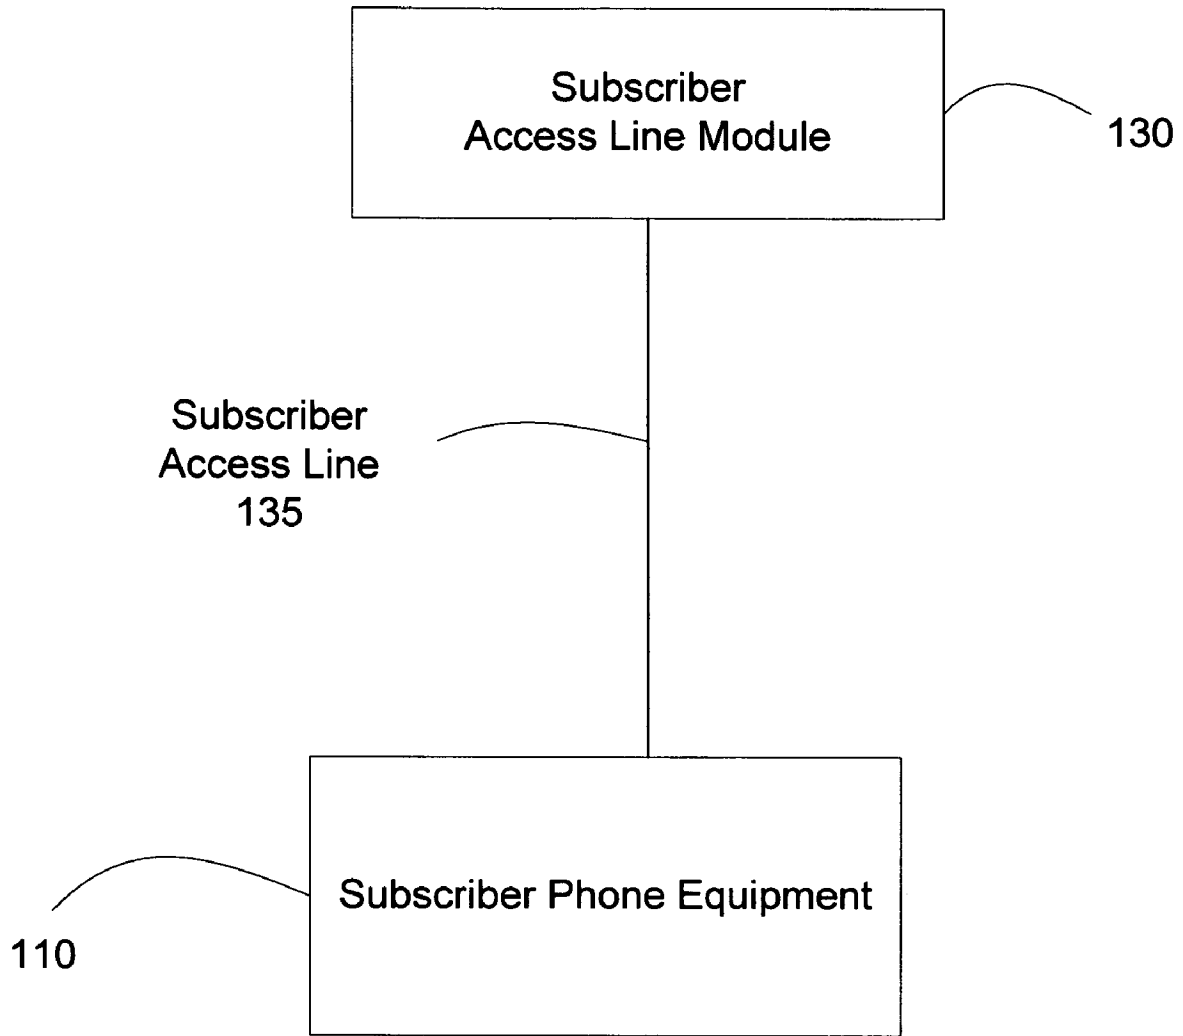 Subscriber
Access Line Module
130
Subscriber
Access Line
135
Subscriber Phone Equipment
110